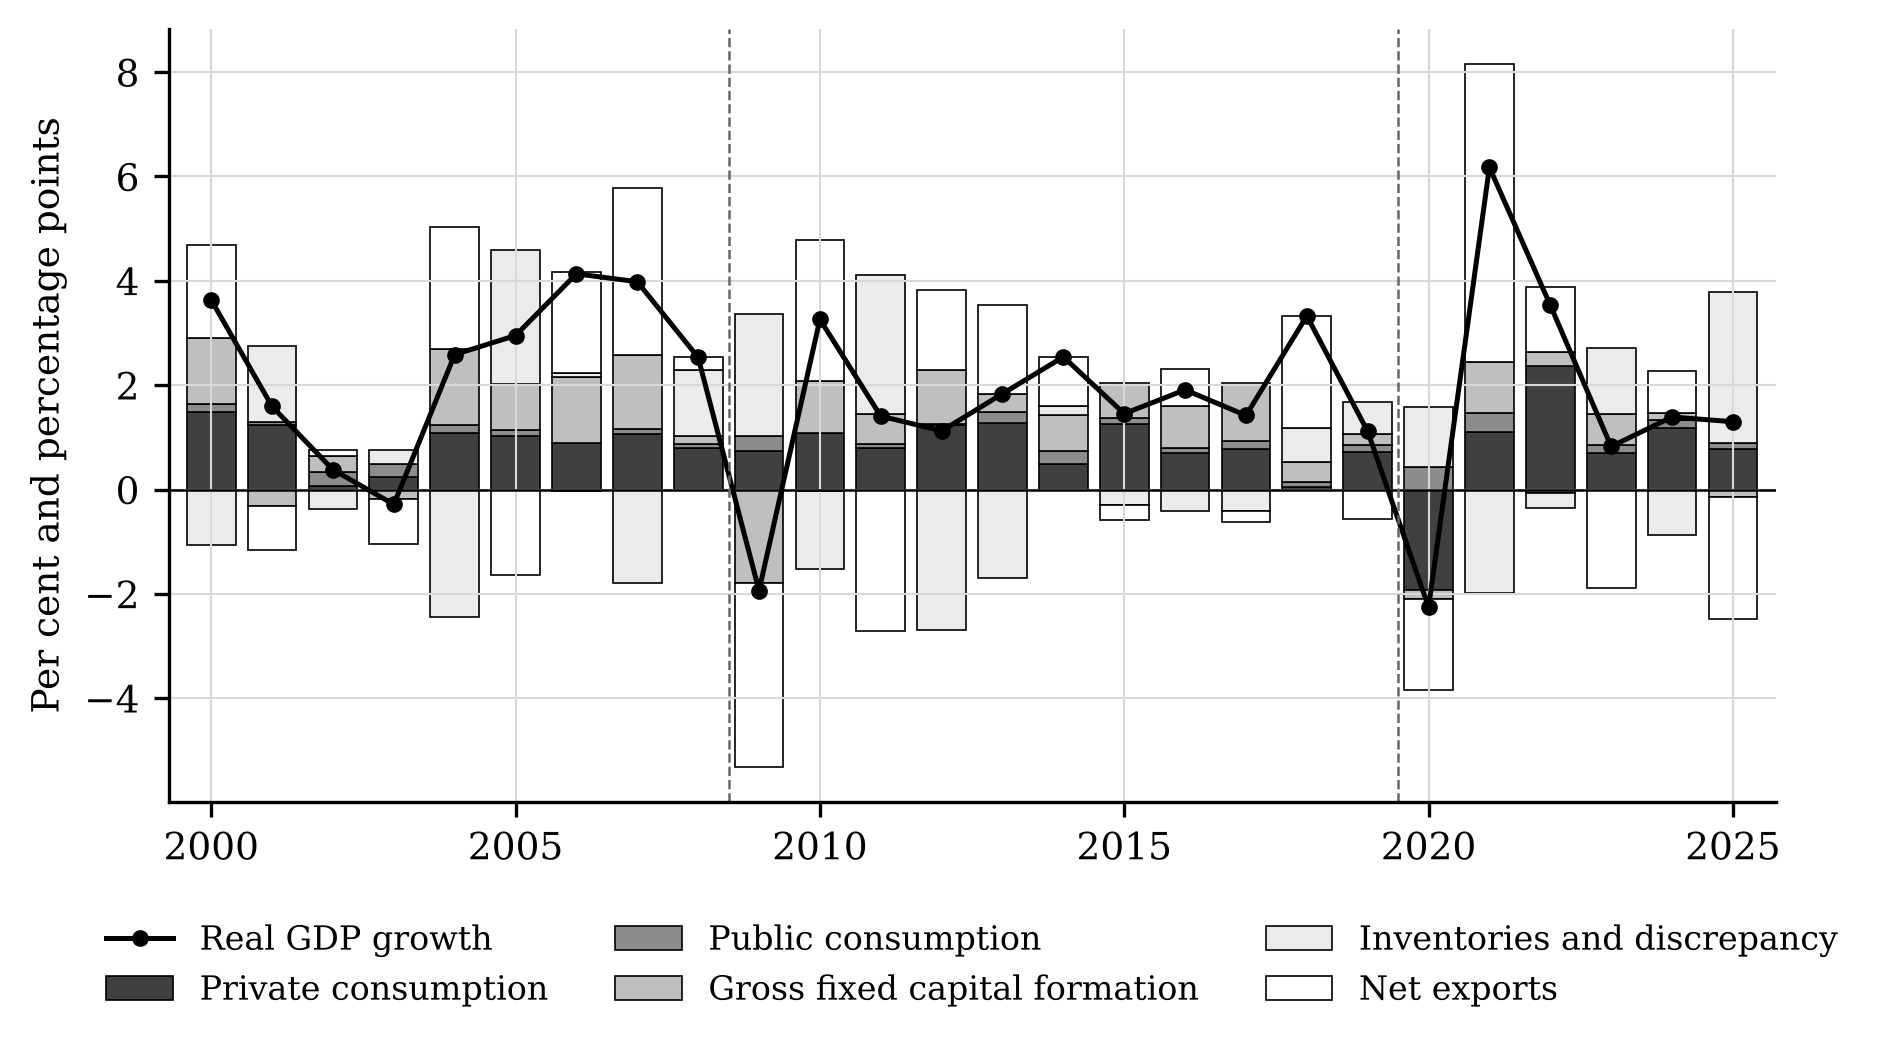 Per cent and percentage points
8
6
4
2
0
−2
−4
2000 2005 2010 2015 2020 2025
Real GDP growth
Private consumption
Public consumption
Gross fixed capital formation
Inventories and discrepancy
Net exports